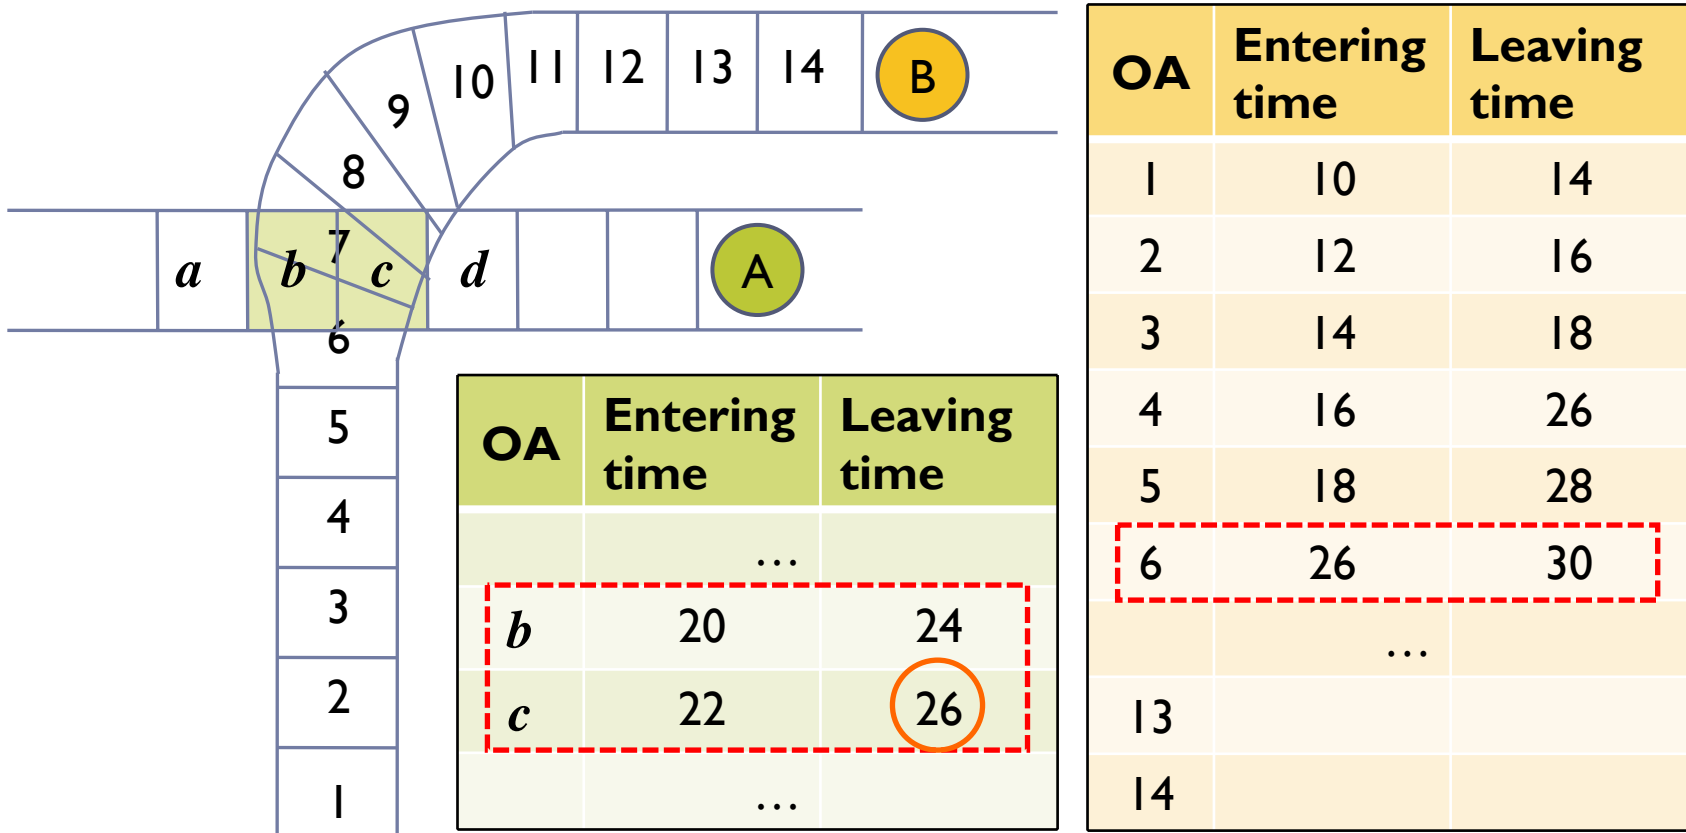 10 11 12 13 14 B
9
8
a b 7 c d A
6
5
4
3
2
1
OA Entering time Leaving time
…
b 20 24
c 22 26
…
OA Entering time Leaving time
1 10 14
2 12 16
3 14 18
4 16 26
5 18 28
6 26 30
…
13
14